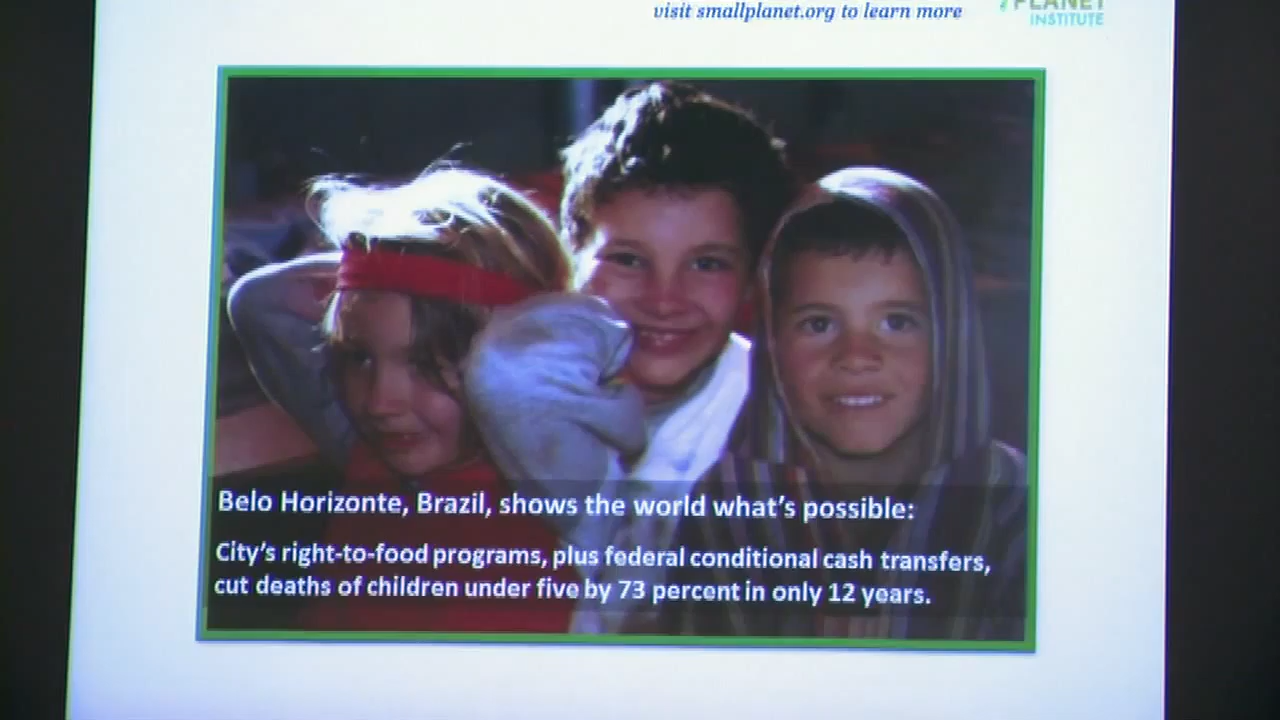 visit smallplanet.org to learn more
PLANET
INSTITUTE
Belo Horizonte, Brazil, shows the world what's possible:
City's right-to-food programs, plus federal conditional cash transfers,
cut deaths of children under five by 73 percent in only 12 years.